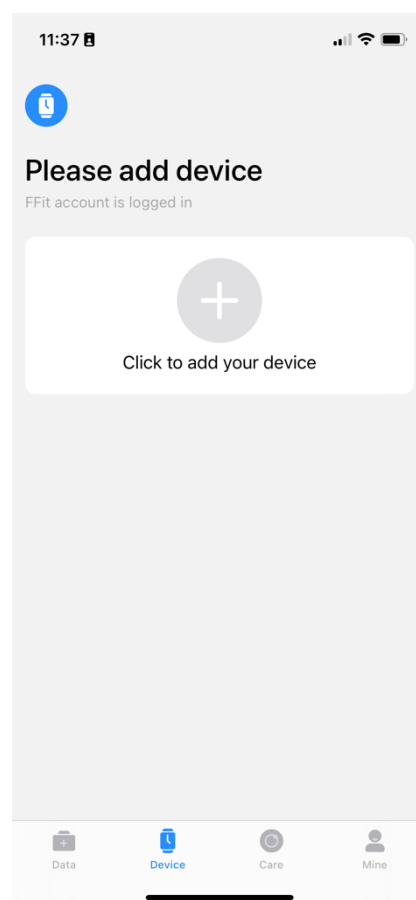 11:37
Please add device
FFit account is logged in
Click to add your device
Data
Device
Care
Mine